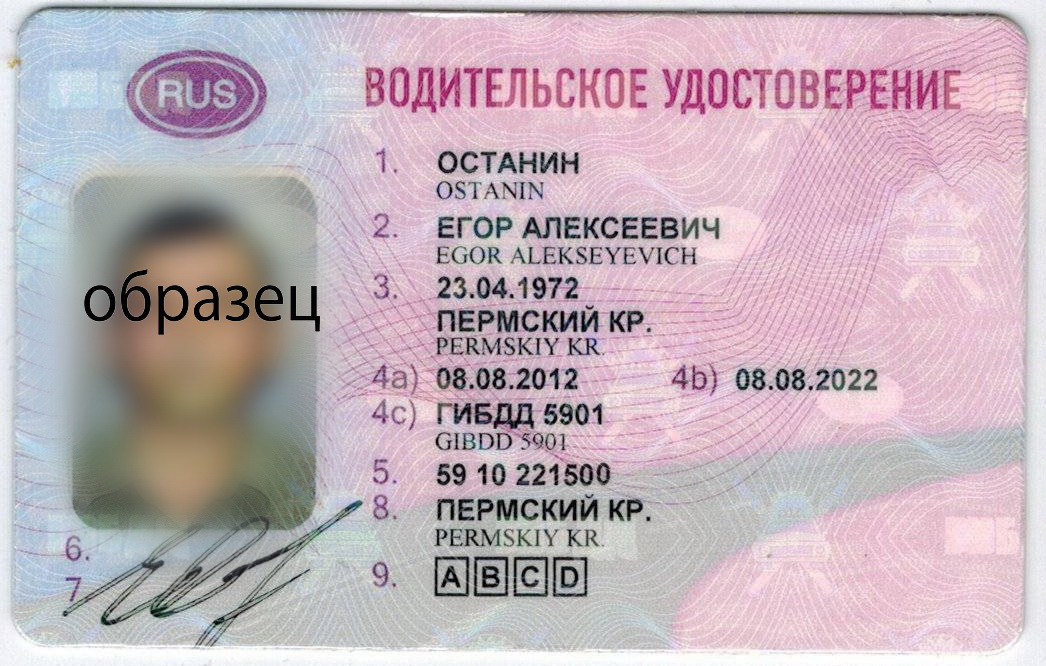 RUS
ВОДИТЕЛЬСКОЕ УДОСТОВЕРЕНИЕ
1. ОСТАНИН
OSTANIN
2. ЕГОР АЛЕКСЕЕВИЧ
EGOR ALEKSEYEVICH
3. 23.04.1972
ПЕРМСКИЙ КР.
PERMSKIY KR.
4a) 08.08.2012 4b) 08.08.2022
4c) ГИБДД 5901
GIBDD 5901
5. 59 10 221500
8. ПЕРМСКИЙ КР.
PERMSKIY KR.
9. A B C D
образец
6.
7.